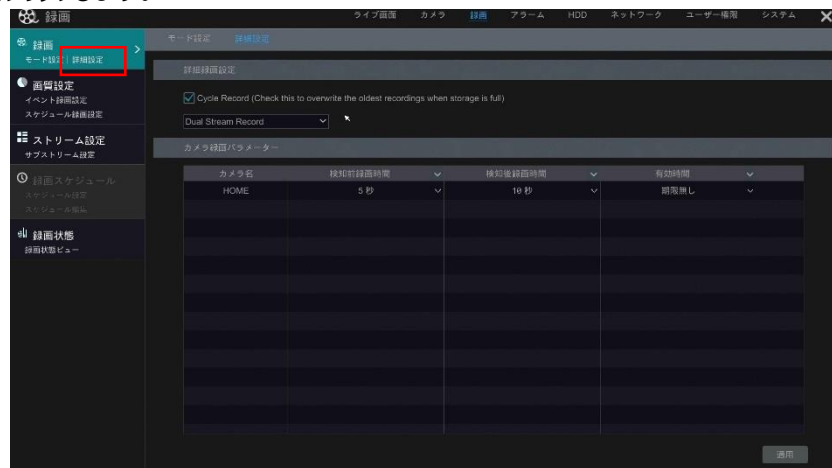 録画 ライブ画面 カメラ 録画 アラーム HDD ネットワーク ユーザー権限 システム
録画
モード設定 | 詳細設定
画質設定
イベント録画設定
スケジュール録画設定
ストリーム設定
サブストリーム設定
録画スケジュール
スケジュール設定
録画状態
録画状態ビュー
モード設定 詳細設定
詳細録画設定
Cycle Record (Check this to overwrite the oldest recordings when storage is full)
Dual Stream Record
カメラ録画パラメーター
カメラ名 検知前録画時間 検知後録画時間 有効時間
HOME 5 秒 10 秒 期限無し
適用